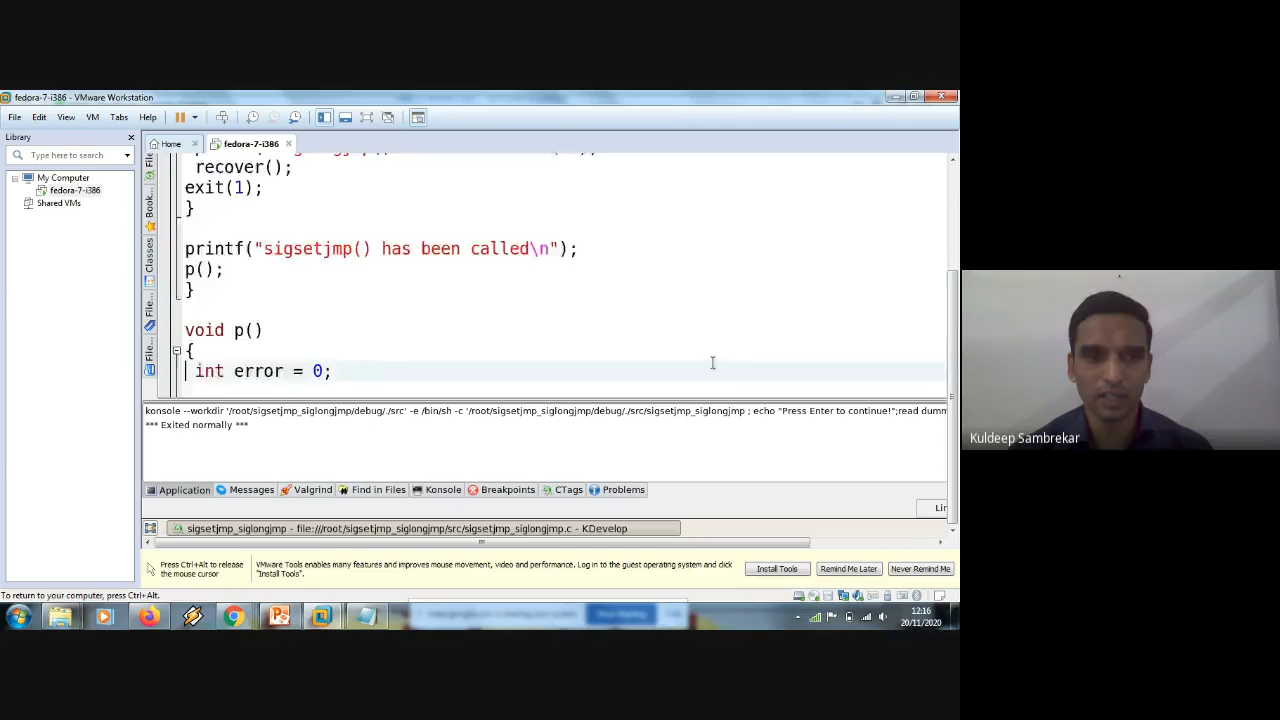 fedora-7-i386 - VMware Workstation
File Edit View VM Tabs Help
Library
Type here to search
My Computer
fedora-7-i386
Shared VMs
Home fedora-7-i386
File
Book...
Classes
File...
File...
recover();
exit(1);
}
printf("sigsetjmp() has been called\n");
p();
}
void p()
{
int error = 0;
konsole --workdir '/root/sigsetjmp_siglongjmp/debug/./src' -e /bin/sh -c '/root/sigsetjmp_siglongjmp/debug/./src/sigsetjmp_siglongjmp ; echo "Press Enter to continue!";read dumm
*** Exited normally ***
Application Messages Valgrind Find in Files Konsole Breakpoints CTags Problems
Lin
sigsetjmp_siglongjmp - file:///root/sigsetjmp_siglongjmp/src/sigsetjmp_siglongjmp.c - KDevelop
Press Ctrl+Alt to release
the mouse cursor
VMware Tools enables many features and improves mouse movement, video and performance. Log in to the guest operating system and click
"Install Tools".
Install Tools Remind Me Later Never Remind Me
To return to your computer, press Ctrl+Alt.
12:16
20/11/2020
Kuldeep Sambrekar